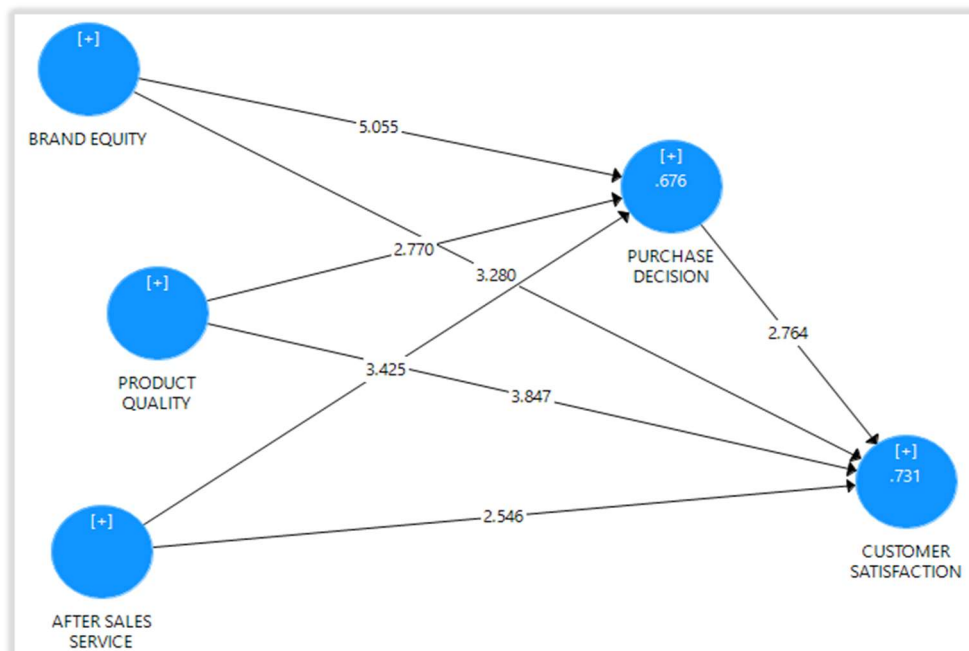 [+]
BRAND EQUITY
5.055
[+]
.676
PURCHASE
DECISION
2.770
3.280
[+]
PRODUCT
QUALITY
2.764
3.425
3.847
[+]
.731
CUSTOMER
SATISFACTION
2.546
[+]
AFTER SALES
SERVICE